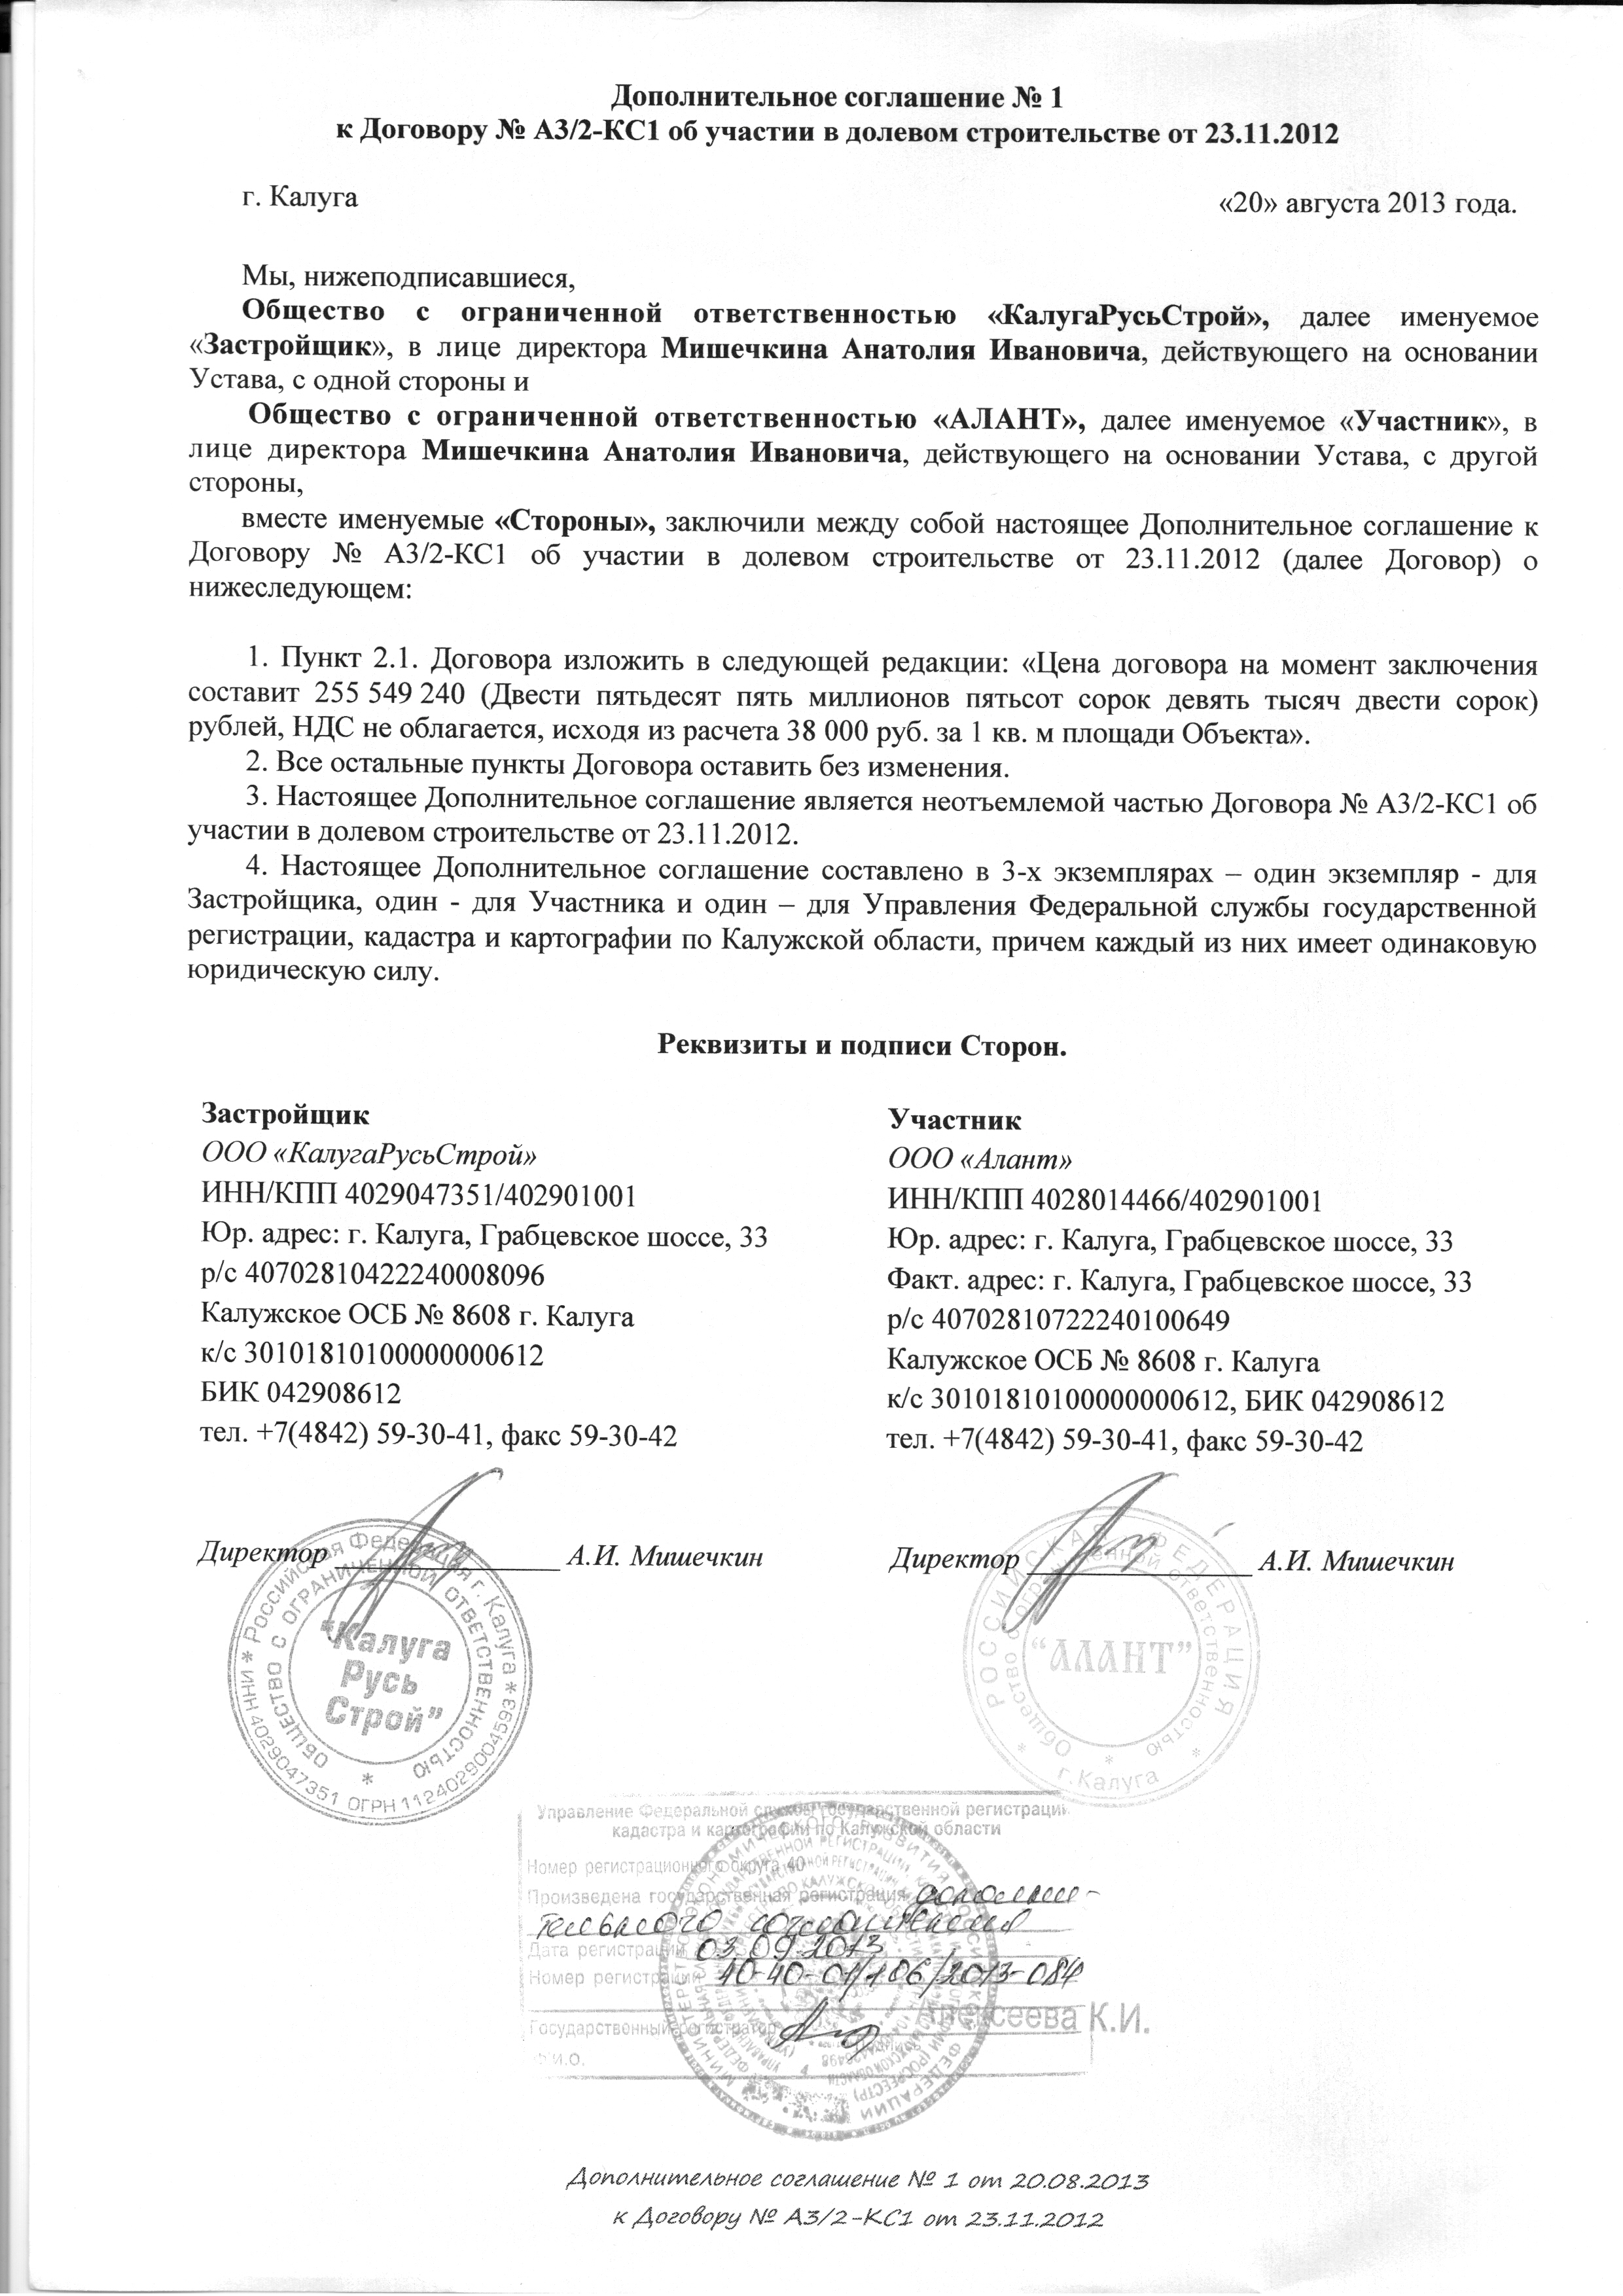 Дополнительное соглашение № 1
к Договору № А3/2-КС1 об участии в долевом строительстве от 23.11.2012
г. Калуга
«20» августа 2013 года.
Мы, нижеподписавшиеся,
Общество с ограниченной ответственностью «КалугаРусьСтрой», далее именуемое
«Застройщик», в лице директора Мишечкина Анатолия Ивановича, действующего на основании
Устава, с одной стороны и
Общество с ограниченной ответственностью «АЛАНТ», далее именуемое «Участник», в
лице директора Мишечкина Анатолия Ивановича, действующего на основании Устава, с другой
стороны,
вместе именуемые «Стороны», заключили между собой настоящее Дополнительное соглашение к
Договору № А3/2-КС1 об участии в долевом строительстве от 23.11.2012 (далее Договор) о
нижеследующем:
1. Пункт 2.1. Договора изложить в следующей редакции: «Цена договора на момент заключения
составит 255 549 240 (Двести пятьдесят пять миллионов пятьсот сорок девять тысяч двести сорок)
рублей, НДС не облагается, исходя из расчета 38 000 руб. за 1 кв. м площади Объекта».
2. Все остальные пункты Договора оставить без изменения.
3. Настоящее Дополнительное соглашение является неотъемлемой частью Договора № А3/2-КС1 об
участии в долевом строительстве от 23.11.2012.
4. Настоящее Дополнительное соглашение составлено в 3-х экземплярах – один экземпляр - для
Застройщика, один - для Участника и один – для Управления Федеральной службы государственной
регистрации, кадастра и картографии по Калужской области, причем каждый из них имеет одинаковую
юридическую силу.
Реквизиты и подписи Сторон.
Застройщик
ООО «КалугаРусьСтрой»
ИНН/КПП 4029047351/402901001
Юр. адрес: г. Калуга, Грабцевское шоссе, 33
р/с 40702810422240008096
Калужское ОСБ № 8608 г. Калуга
к/с 30101810100000000612
БИК 042908612
тел. +7(4842) 59-30-41, факс 59-30-42
Директор А.И. Мишечкин
Участник
ООО «Алант»
ИНН/КПП 4028014466/402901001
Юр. адрес: г. Калуга, Грабцевское шоссе, 33
Факт. адрес: г. Калуга, Грабцевское шоссе, 33
р/с 40702810722240100649
Калужское ОСБ № 8608 г. Калуга
к/с 30101810100000000612, БИК 042908612
тел. +7(4842) 59-30-41, факс 59-30-42
Директор А.И. Мишечкин
* Российская Федерация г. Калуга *
ИНН 4029047351 ОГРН 1124029004593
ОБЩЕСТВО С ОГРАНИЧЕННОЙ ОТВЕТСТВЕННОСТЬЮ *
"Калуга
Русь
Строй"
* РОССИЙСКАЯ ФЕДЕРАЦИЯ *
г. Калуга
Общество с ограниченной ответственностью *
"АЛАНТ"
Управление Федеральной службы государственной регистрации
кадастра и картографии по Калужской области
Номер регистрационного округа 40
Произведена государственная регистрация дополни-
тельного соглашения
Дата регистрации 03.09.2013
Номер регистрации 40-40-01/106/2013-084
Государственный регистратор Алексеева К.И.
Ф.И.О.
Дополнительное соглашение № 1 от 20.08.2013
к Договору № А3/2-КС1 от 23.11.2012